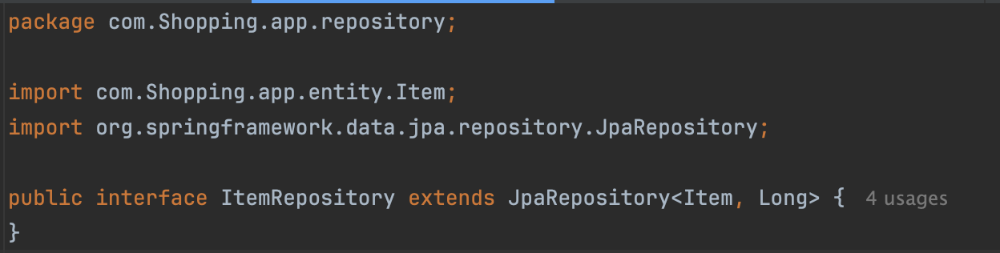 package com.Shopping.app.repository;
import com.Shopping.app.entity.Item;
import org.springframework.data.jpa.repository.JpaRepository;
public interface ItemRepository extends JpaRepository<Item, Long> { 4 usages
}